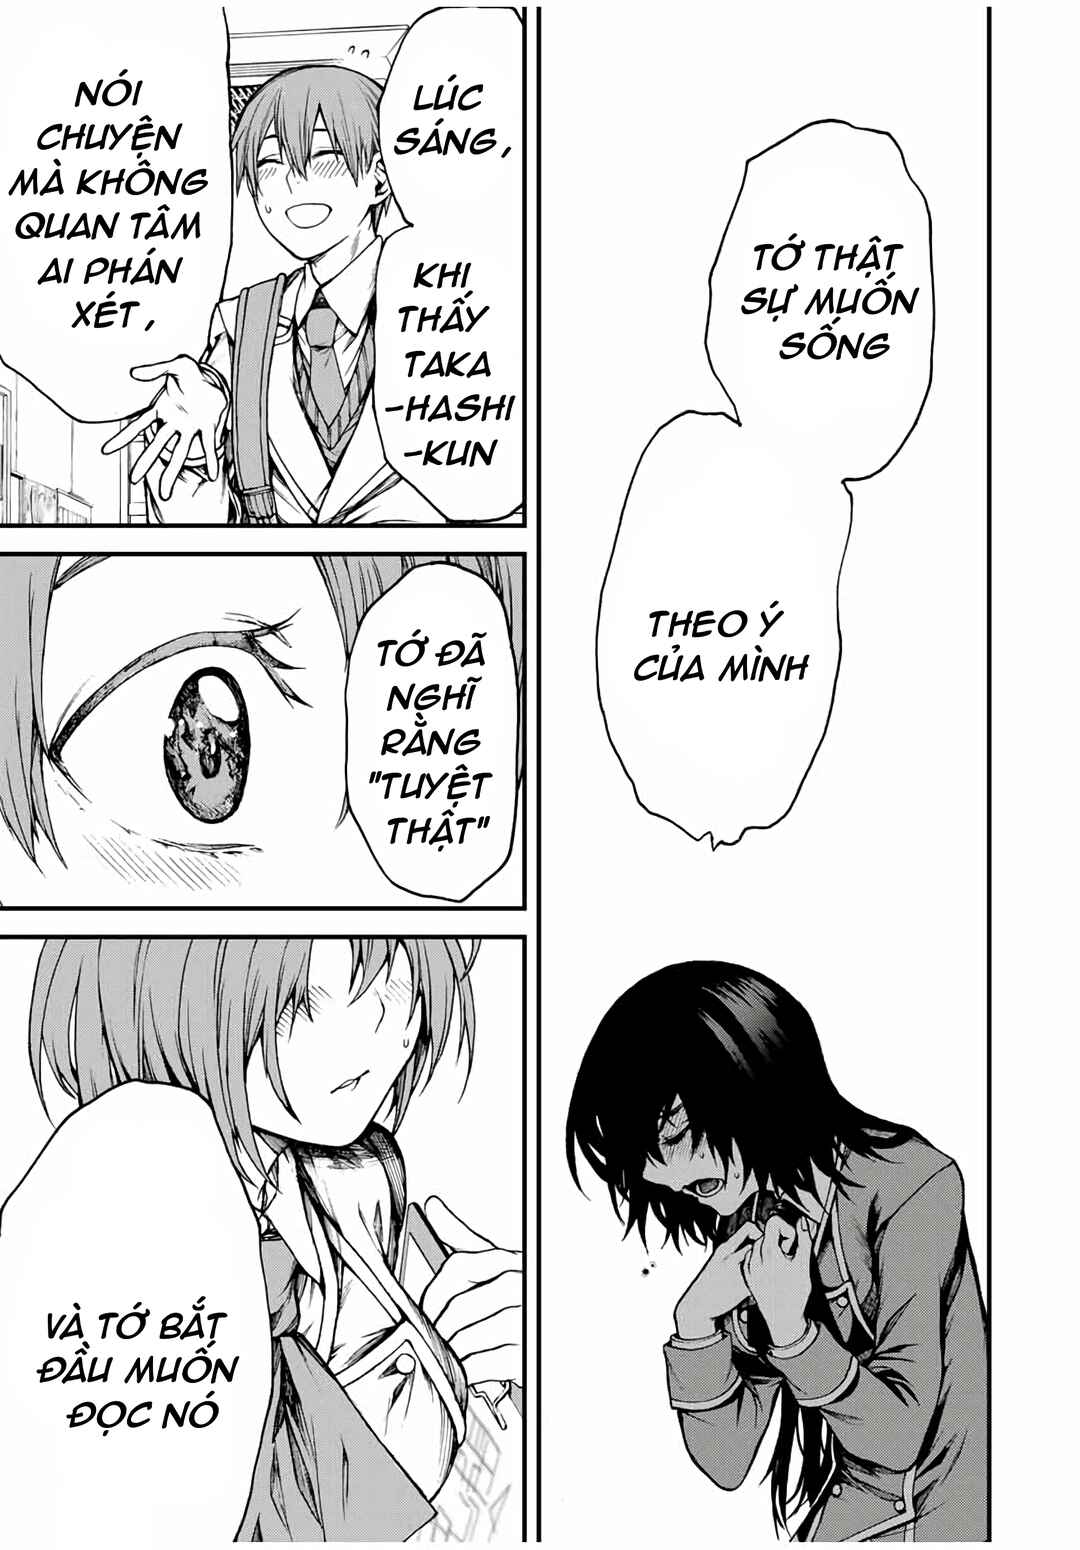 TỚ THẬT
SỰ MUỐN
SỐNG
THEO Ý
CỦA MÌNH
LÚC
SÁNG,
KHI
THẤY
TAKA
-HASHI
-KUN
NÓI
CHUYỆN
MÀ KHÔNG
QUAN TÂM
AI PHÁN
XÉT,
TỚ ĐÃ
NGHĨ
RẰNG
"TUYỆT
THẬT"
VÀ TỚ BẮT
ĐẦU MUỐN
ĐỌC NÓ